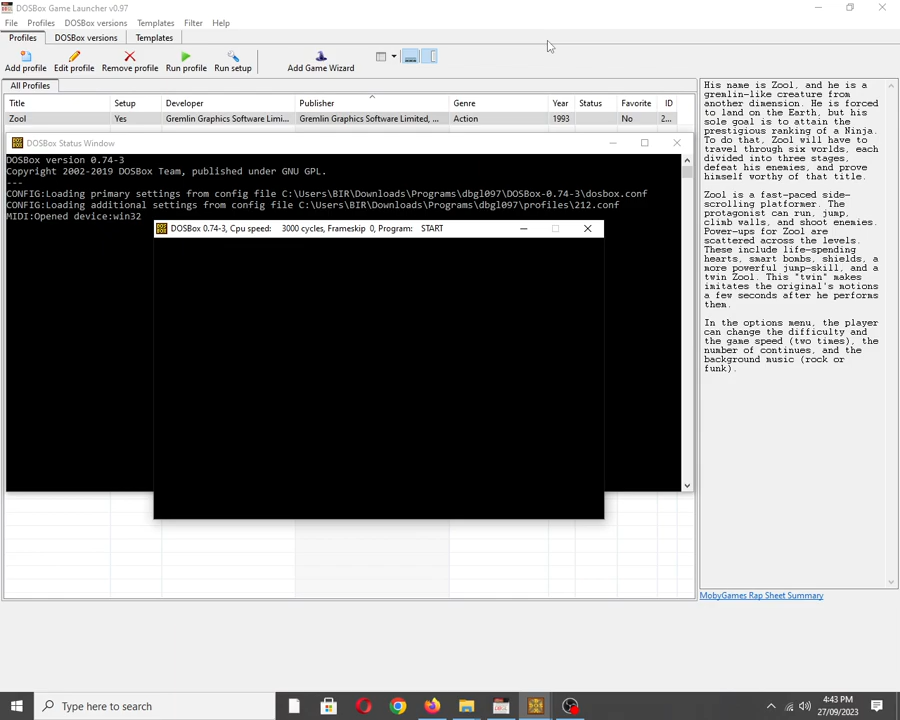 DOSBox Game Launcher v0.97
File Profiles DOSBox versions Templates Filter Help
Profiles DOSBox versions Templates
Add profile Edit profile Remove profile Run profile Run setup Add Game Wizard
All Profiles
Title Setup Developer Publisher Genre Year Status Favorite ID
Zool Yes Gremlin Graphics Software Limi... Gremlin Graphics Software Limited, ... Action 1993 No 2...
DOSBox Status Window
DOSBox version 0.74-3
Copyright 2002-2019 DOSBox Team, published under GNU GPL.
---
CONFIG:Loading primary settings from config file C:\Users\BIR\Downloads\Programs\dbgl097\DOSBox-0.74-3\dosbox.conf
CONFIG:Loading additional settings from config file C:\Users\BIR\Downloads\Programs\dbgl097\profiles\212.conf
MIDI:Opened device:win32
DOSBox 0.74-3, Cpu speed: 3000 cycles, Frameskip 0, Program: START
His name is Zool, and he is a
gremlin-like creature from
another dimension. He is forced
to land on the Earth, but his
sole goal is to attain the
prestigious ranking of a Ninja.
To do that, Zool will have to
travel through six worlds, each
divided into three stages,
defeat his enemies, and prove
himself worthy of that title.
Zool is a fast-paced side-
scrolling platformer. The
protagonist can run, jump,
climb walls, and shoot enemies.
Power-ups for Zool are
scattered across the levels.
These include life-spending
hearts, smart bombs, shields, a
more powerful jump-skill, and a
twin Zool. This "twin" makes
imitates the original's motions
a few seconds after he performs
them.
In the options menu, the player
can change the difficulty and
the game speed (two times), the
number of continues, and the
background music (rock or
funk).
MobyGames Rap Sheet Summary
Type here to search
4:43 PM
27/09/2023